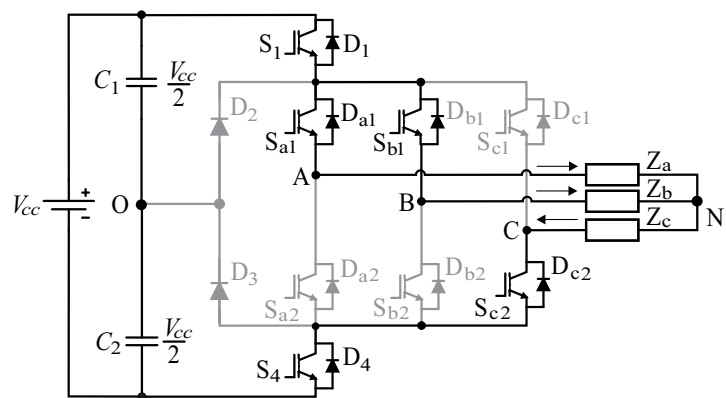 S1 D1
C1 Vcc/2
D2 Da1 Db1 Dc1
Sa1 Sb1 Sc1
A Za
Vcc + - O B Zb N
C Zc
D3 Da2 Db2 Dc2
Sa2 Sb2 Sc2
C2 Vcc/2
S4 D4